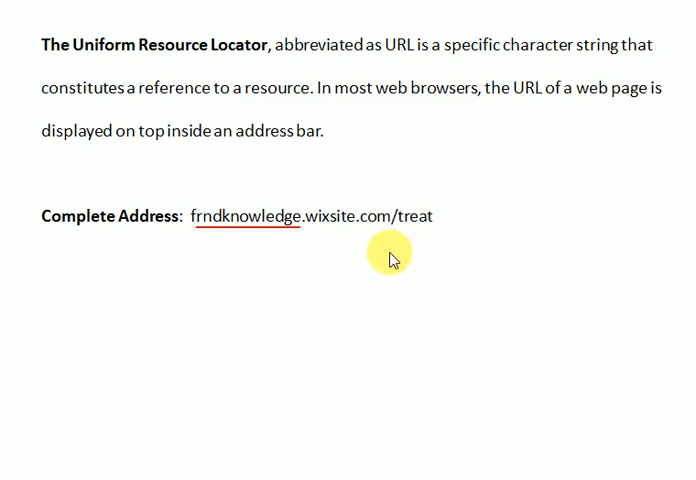 The Uniform Resource Locator, abbreviated as URL is a specific character string that
constitutes a reference to a resource. In most web browsers, the URL of a web page is
displayed on top inside an address bar.
Complete Address: frndknowledge.wixsite.com/treat